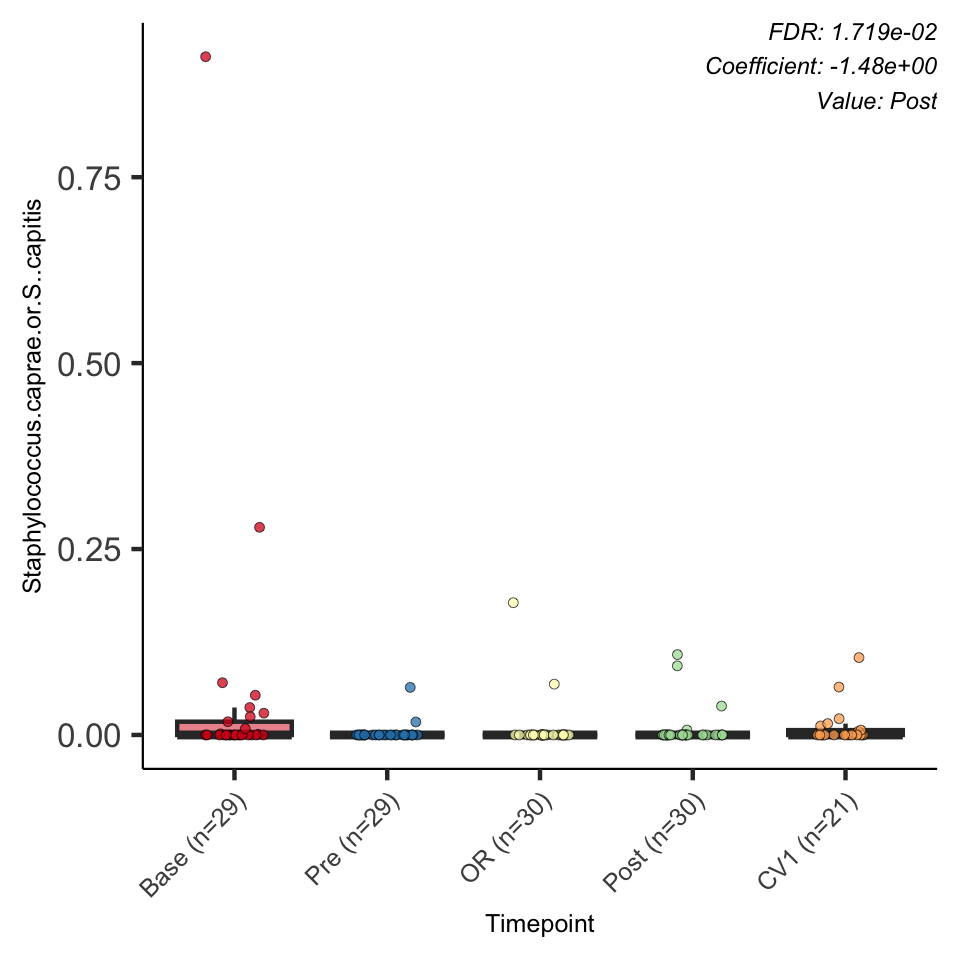 FDR: 1.719e-02
Coefficient: -1.48e+00
Value: Post
Staphylococcus.caprae.or.S..capitis
0.75
0.50
0.25
0.00
Base (n=29)
Pre (n=29)
OR (n=30)
Post (n=30)
CV1 (n=21)
Timepoint